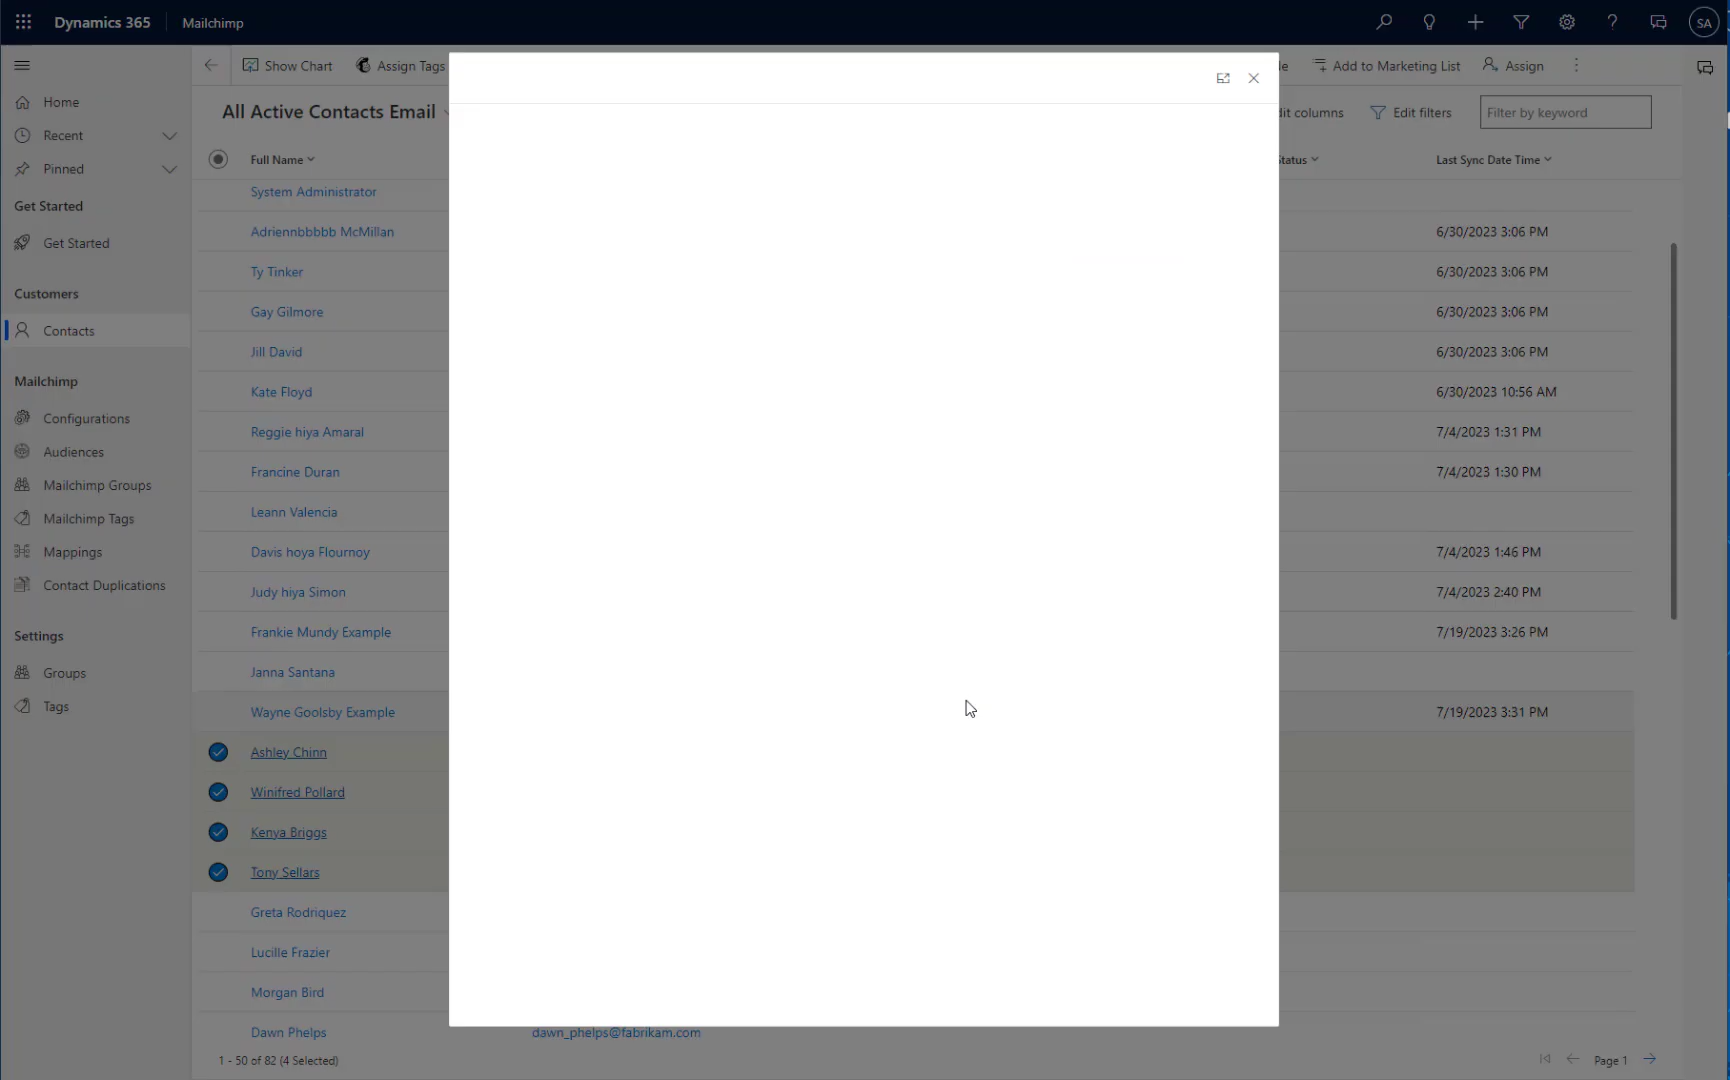 Dynamics 365
Mailchimp
SA
Show Chart
Assign Tags
Add to Marketing List
Assign
Home
Recent
Pinned
Get Started
Get Started
Customers
Contacts
Mailchimp
Configurations
Audiences
Mailchimp Groups
Mailchimp Tags
Mappings
Contact Duplications
Settings
Groups
Tags
All Active Contacts Email
columns
Edit filters
Filter by keyword
Full Name
Status
Last Sync Date Time
System Administrator
Adriennbbbbb McMillan
6/30/2023 3:06 PM
Ty Tinker
6/30/2023 3:06 PM
Gay Gilmore
6/30/2023 3:06 PM
Jill David
6/30/2023 3:06 PM
Kate Floyd
6/30/2023 10:56 AM
Reggie hiya Amaral
7/4/2023 1:31 PM
Francine Duran
7/4/2023 1:30 PM
Leann Valencia
Davis hoya Flournoy
7/4/2023 1:46 PM
Judy hiya Simon
7/4/2023 2:40 PM
Frankie Mundy Example
7/19/2023 3:26 PM
Janna Santana
Wayne Goolsby Example
7/19/2023 3:31 PM
Ashley Chinn
Winifred Pollard
Kenya Briggs
Tony Sellars
Greta Rodriquez
Lucille Frazier
Morgan Bird
Dawn Phelps
dawn_phelps@fabrikam.com
1 - 50 of 82 (4 Selected)
Page 1